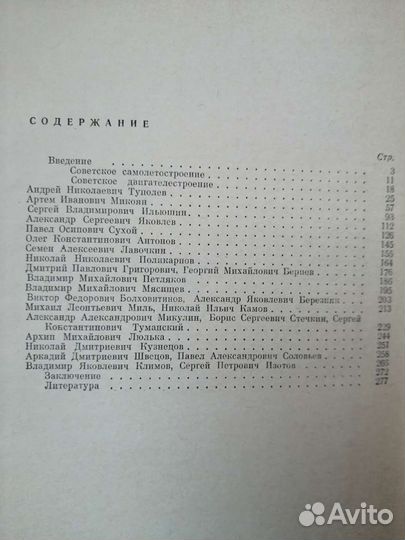 СОДЕРЖАНИЕ
Стр.
Введение 3
Советское самолетостроение 11
Советское двигателестроение 18
Андрей Николаевич Туполев 25
Артем Иванович Микоян 57
Сергей Владимирович Ильюшин 93
Александр Сергеевич Яковлев 112
Павел Осипович Сухой 126
Олег Константинович Антонов 145
Семен Алексеевич Лавочкин 155
Николай Николаевич Поликарпов 164
Дмитрий Павлович Григорович, Георгий Михайлович Бериев 176
Владимир Михайлович Петляков 186
Владимир Михайлович Мясищев 195
Виктор Федорович Болховитинов, Александр Яковлевич Березняк 203
Михаил Леонтьевич Миль, Николай Ильич Камов 213
Александр Александрович Микулин, Борис Сергеевич Стечкин, Сергей
Константинович Туманский 229
Архип Михайлович Люлька 244
Николай Дмитриевич Кузнецов 251
Аркадий Дмитриевич Швецов, Павел Александрович Соловьев 258
Владимир Яковлевич Климов, Сергей Петрович Изотов 265
Заключение 272
Литература 277
Avito